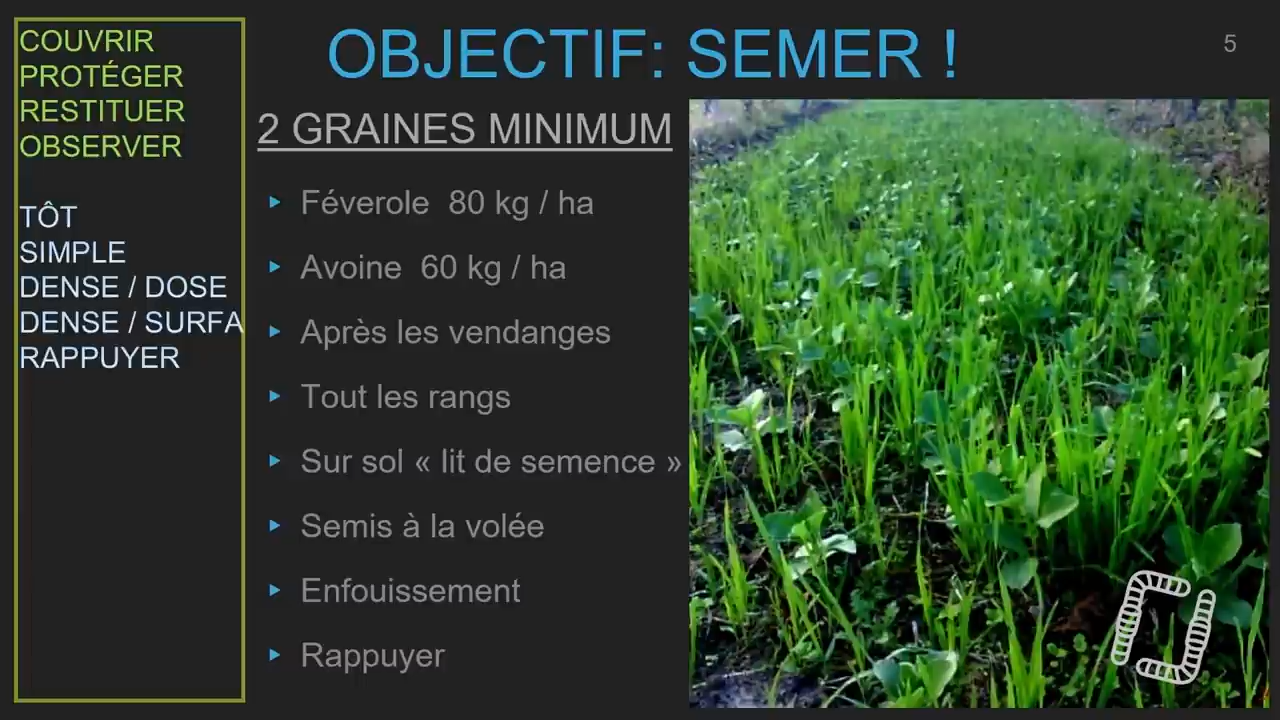 COUVRIR
PROTÉGER
RESTITUER
OBSERVER
TÔT
SIMPLE
DENSE / DOSE
DENSE / SURFA
RAPPUYER
OBJECTIF: SEMER !
5
2 GRAINES MINIMUM
Féverole 80 kg / ha
Avoine 60 kg / ha
Après les vendanges
Tout les rangs
Sur sol « lit de semence »
Semis à la volée
Enfouissement
Rappuyer